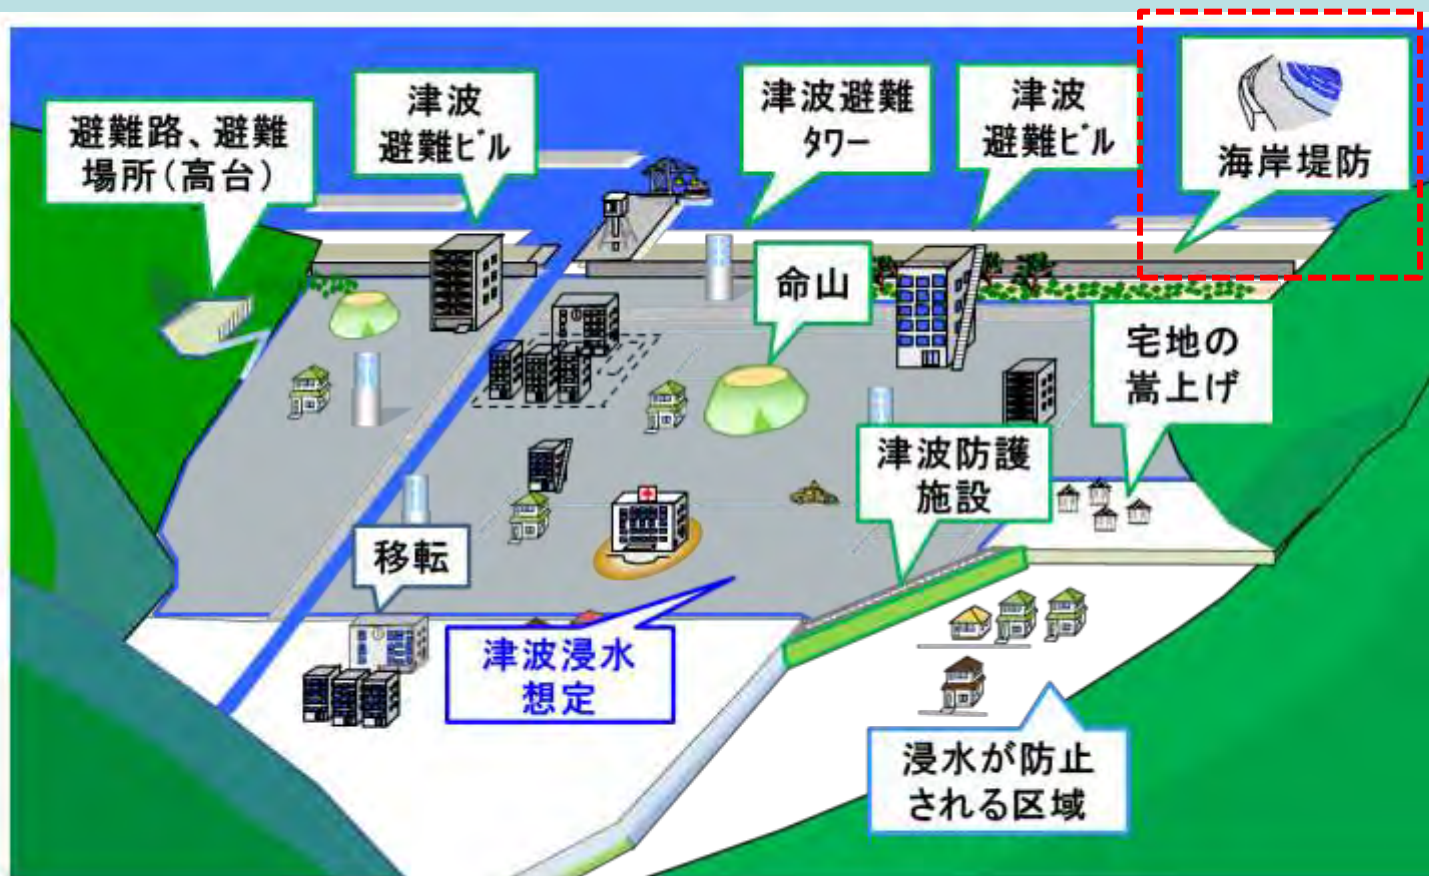 避難路、避難
場所(高台)
津波
避難ビル
津波避難
タワー
津波
避難ビル
海岸堤防
命山
宅地の
嵩上げ
津波防護
施設
移転
津波浸水
想定
浸水が防止
される区域